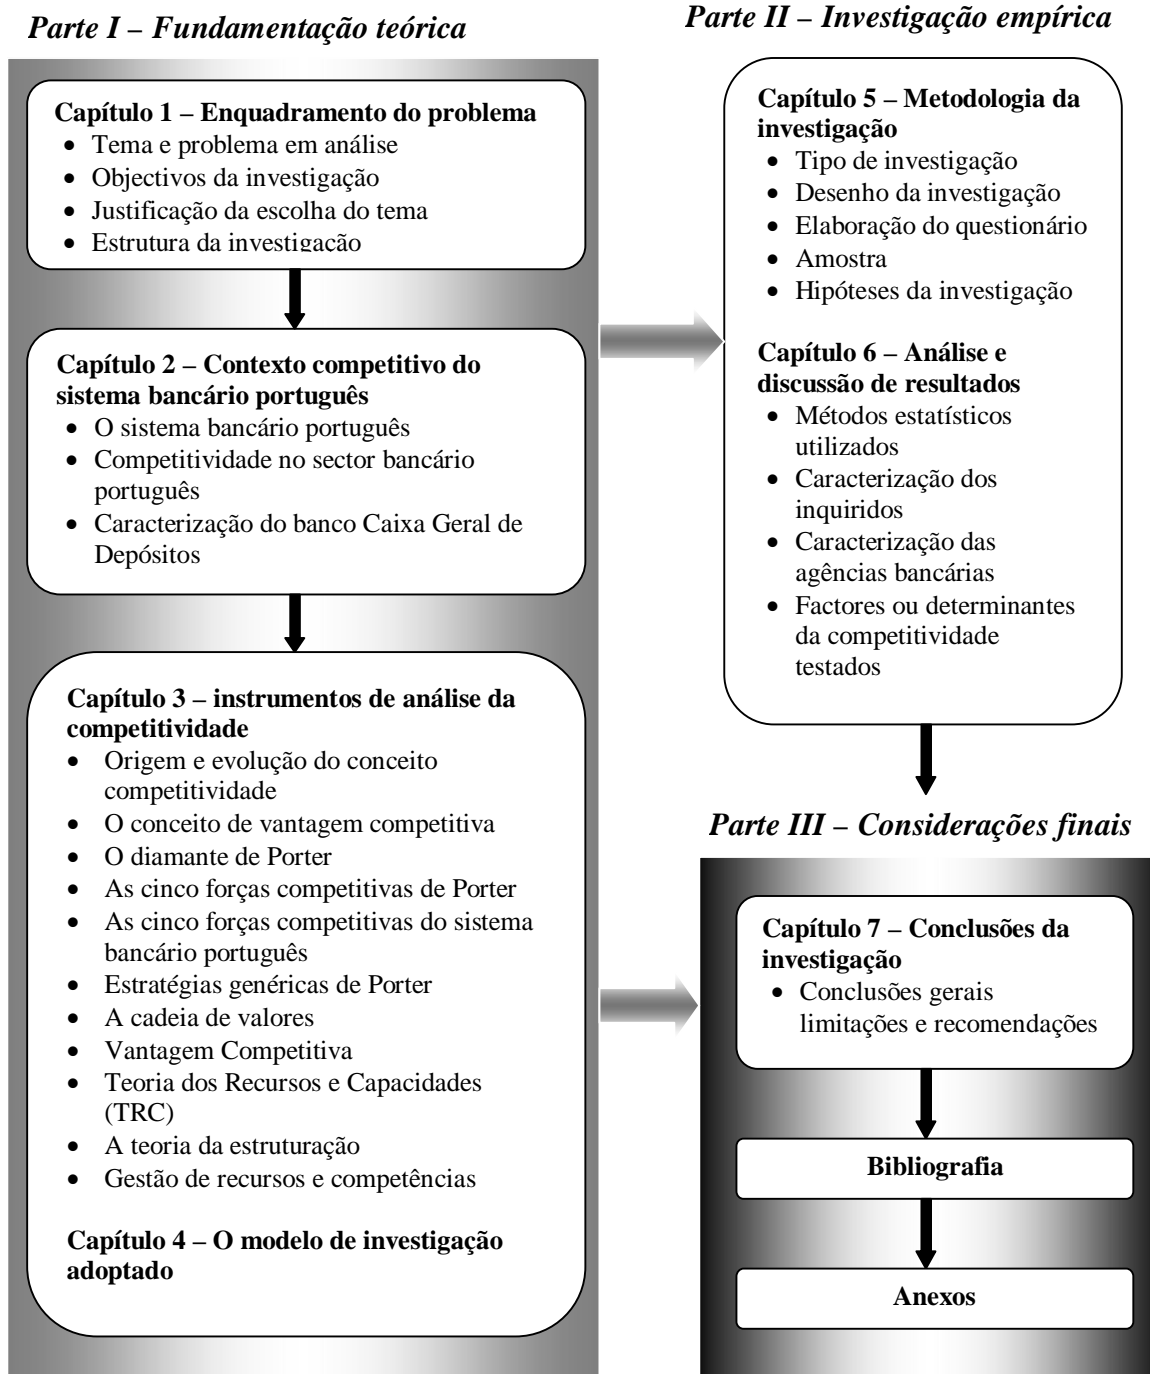 Parte I – Fundamentação teórica
Capítulo 1 – Enquadramento do problema
• Tema e problema em análise
• Objectivos da investigação
• Justificação da escolha do tema
• Estrutura da investigação
Capítulo 2 – Contexto competitivo do
sistema bancário português
• O sistema bancário português
• Competitividade no sector bancário
português
• Caracterização do banco Caixa Geral de
Depósitos
Capítulo 3 – instrumentos de análise da
competitividade
• Origem e evolução do conceito
competitividade
• O conceito de vantagem competitiva
• O diamante de Porter
• As cinco forças competitivas de Porter
• As cinco forças competitivas do sistema
bancário português
• Estratégias genéricas de Porter
• A cadeia de valores
• Vantagem Competitiva
• Teoria dos Recursos e Capacidades
(TRC)
• A teoria da estruturação
• Gestão de recursos e competências
Capítulo 4 – O modelo de investigação
adoptado
Parte II – Investigação empírica
Capítulo 5 – Metodologia da
investigação
• Tipo de investigação
• Desenho da investigação
• Elaboração do questionário
• Amostra
• Hipóteses da investigação
Capítulo 6 – Análise e
discussão de resultados
• Métodos estatísticos
utilizados
• Caracterização dos
inquiridos
• Caracterização das
agências bancárias
• Factores ou determinantes
da competitividade
testados
Parte III – Considerações finais
Capítulo 7 – Conclusões da
investigação
• Conclusões gerais
limitações e recomendações
Bibliografia
Anexos